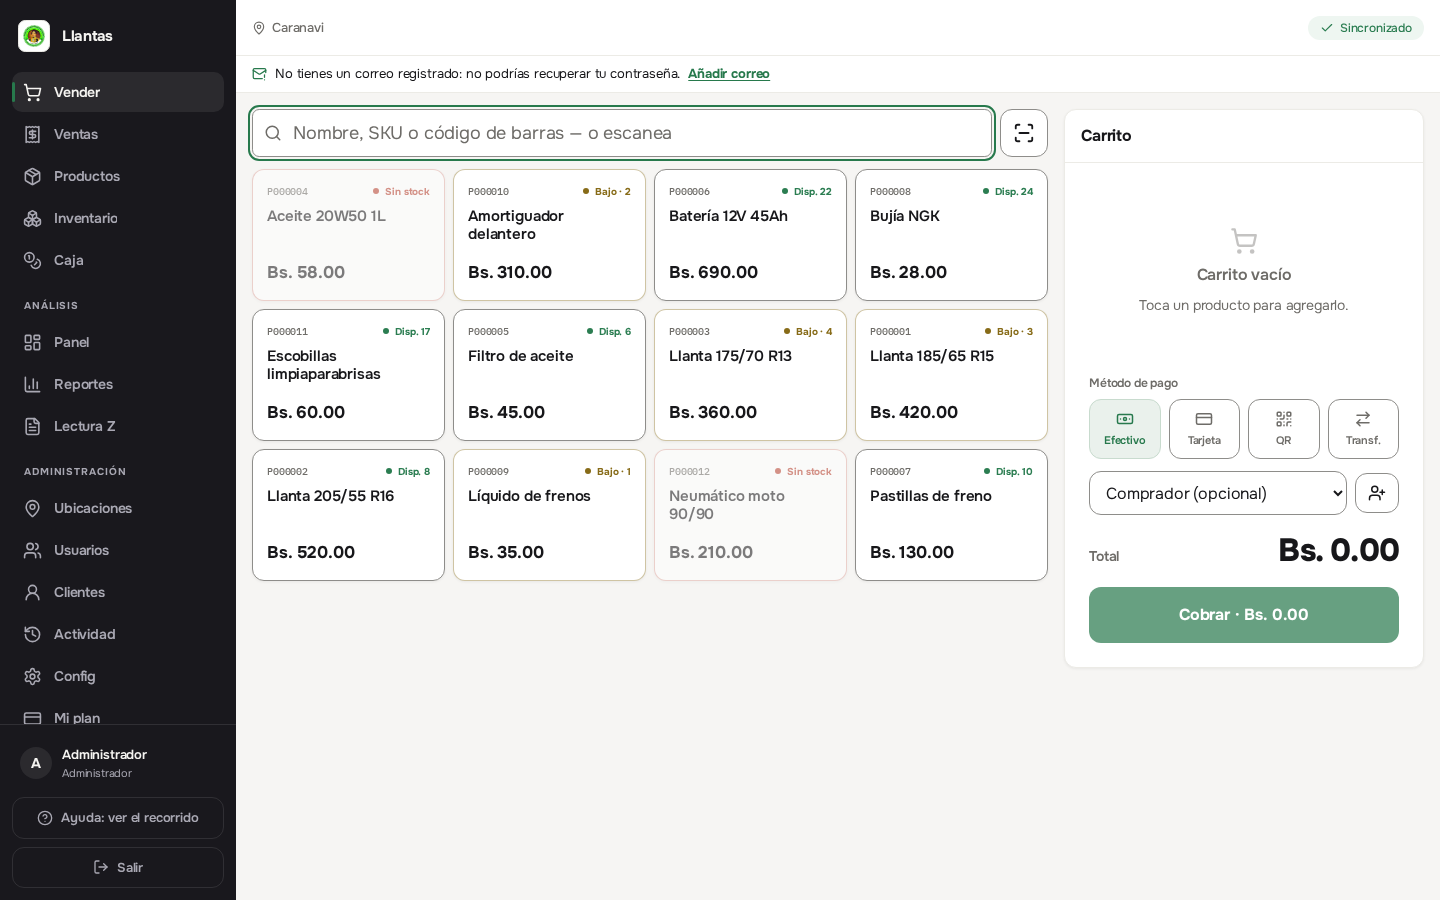 Llantas
Vender
Ventas
Productos
Inventario
Caja
ANÁLISIS
Panel
Reportes
Lectura Z
ADMINISTRACIÓN
Ubicaciones
Usuarios
Clientes
Actividad
Config
Mi plan
A
Administrador
Administrador
Ayuda: ver el recorrido
Salir
Caranavi
Sincronizado
No tienes un correo registrado: no podrías recuperar tu contraseña. Añadir correo
Nombre, SKU o código de barras — o escanea
P000004 Sin stock
Aceite 20W50 1L
Bs. 58.00
P000010 Bajo · 2
Amortiguador
delantero
Bs. 310.00
P000006 Disp. 22
Batería 12V 45Ah
Bs. 690.00
P000008 Disp. 24
Bujía NGK
Bs. 28.00
P000011 Disp. 17
Escobillas
limpiaparabrisas
Bs. 60.00
P000005 Disp. 6
Filtro de aceite
Bs. 45.00
P000003 Bajo · 4
Llanta 175/70 R13
Bs. 360.00
P000001 Bajo · 3
Llanta 185/65 R15
Bs. 420.00
P000002 Disp. 8
Llanta 205/55 R16
Bs. 520.00
P000009 Bajo · 1
Líquido de frenos
Bs. 35.00
P000012 Sin stock
Neumático moto
90/90
Bs. 210.00
P000007 Disp. 10
Pastillas de freno
Bs. 130.00
Carrito
Carrito vacío
Toca un producto para agregarlo.
Método de pago
Efectivo
Tarjeta
QR
Transf.
Comprador (opcional)
Total
Bs. 0.00
Cobrar · Bs. 0.00